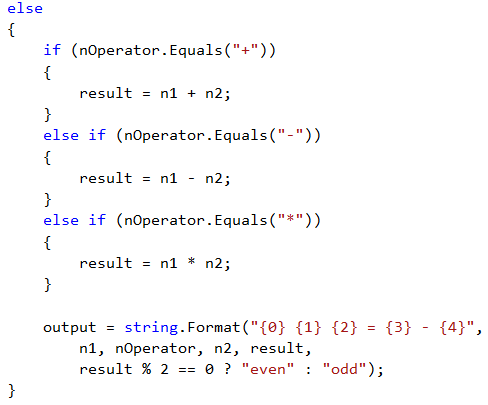 else
{
    if (nOperator.Equals("+"))
    {
        result = n1 + n2;
    }
    else if (nOperator.Equals("-"))
    {
        result = n1 - n2;
    }
    else if (nOperator.Equals("*"))
    {
        result = n1 * n2;
    }

    output = string.Format("{0} {1} {2} = {3} - {4}",
        n1, nOperator, n2, result,
        result % 2 == 0 ? "even" : "odd");
}